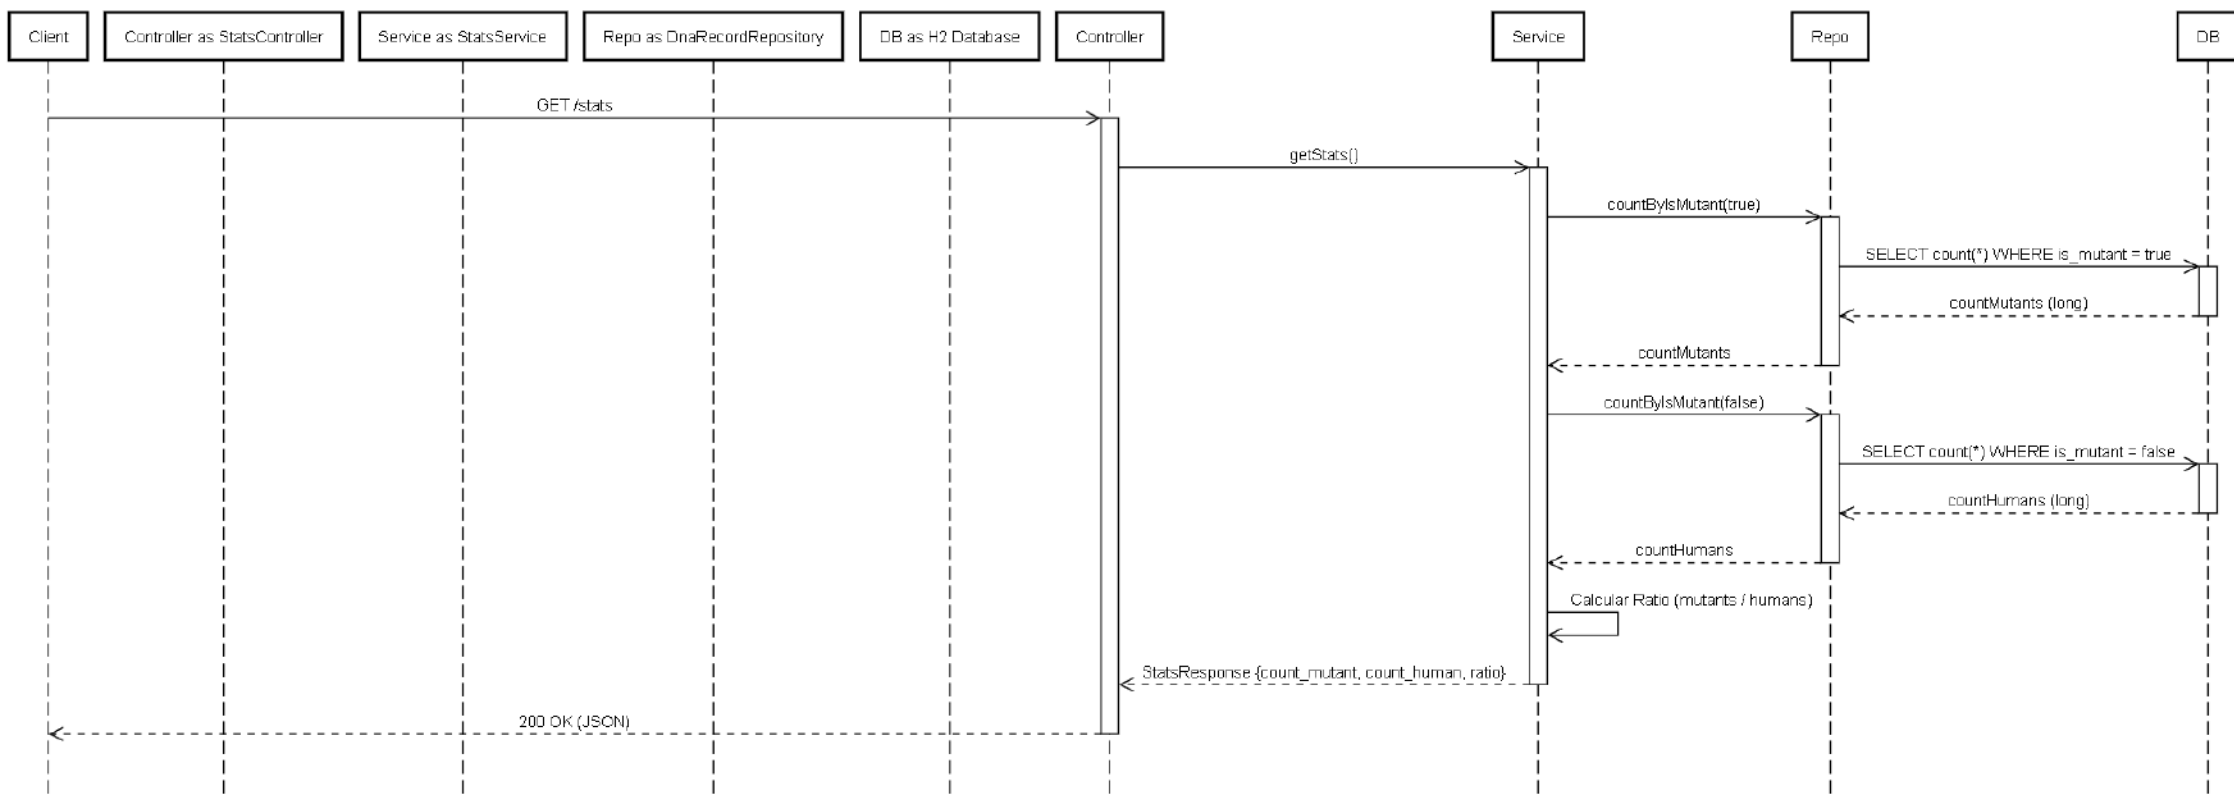 Client
Controller as StatsController
Service as StatsService
Repo as DnaRecordRepository
DB as H2 Database
Controller
Service
Repo
DB
GET /stats
getStats()
countByIsMutant(true)
SELECT count(*) WHERE is_mutant = true
countMutants (long)
countMutants
countByIsMutant(false)
SELECT count(*) WHERE is_mutant = false
countHumans (long)
countHumans
Calcular Ratio (mutants / humans)
StatsResponse {count_mutant, count_human, ratio}
200 OK (JSON)